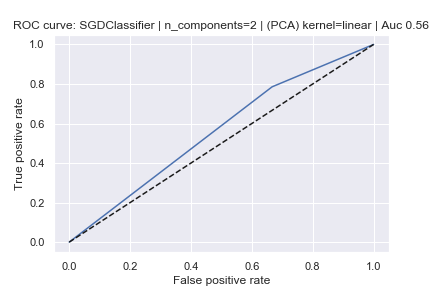 ROC curve: SGDClassifier | n_components=2 | (PCA) kernel=linear | Auc 0.56
1.0
0.8
0.6
0.4
0.2
0.0
True positive rate
0.0 0.2 0.4 0.6 0.8 1.0
False positive rate